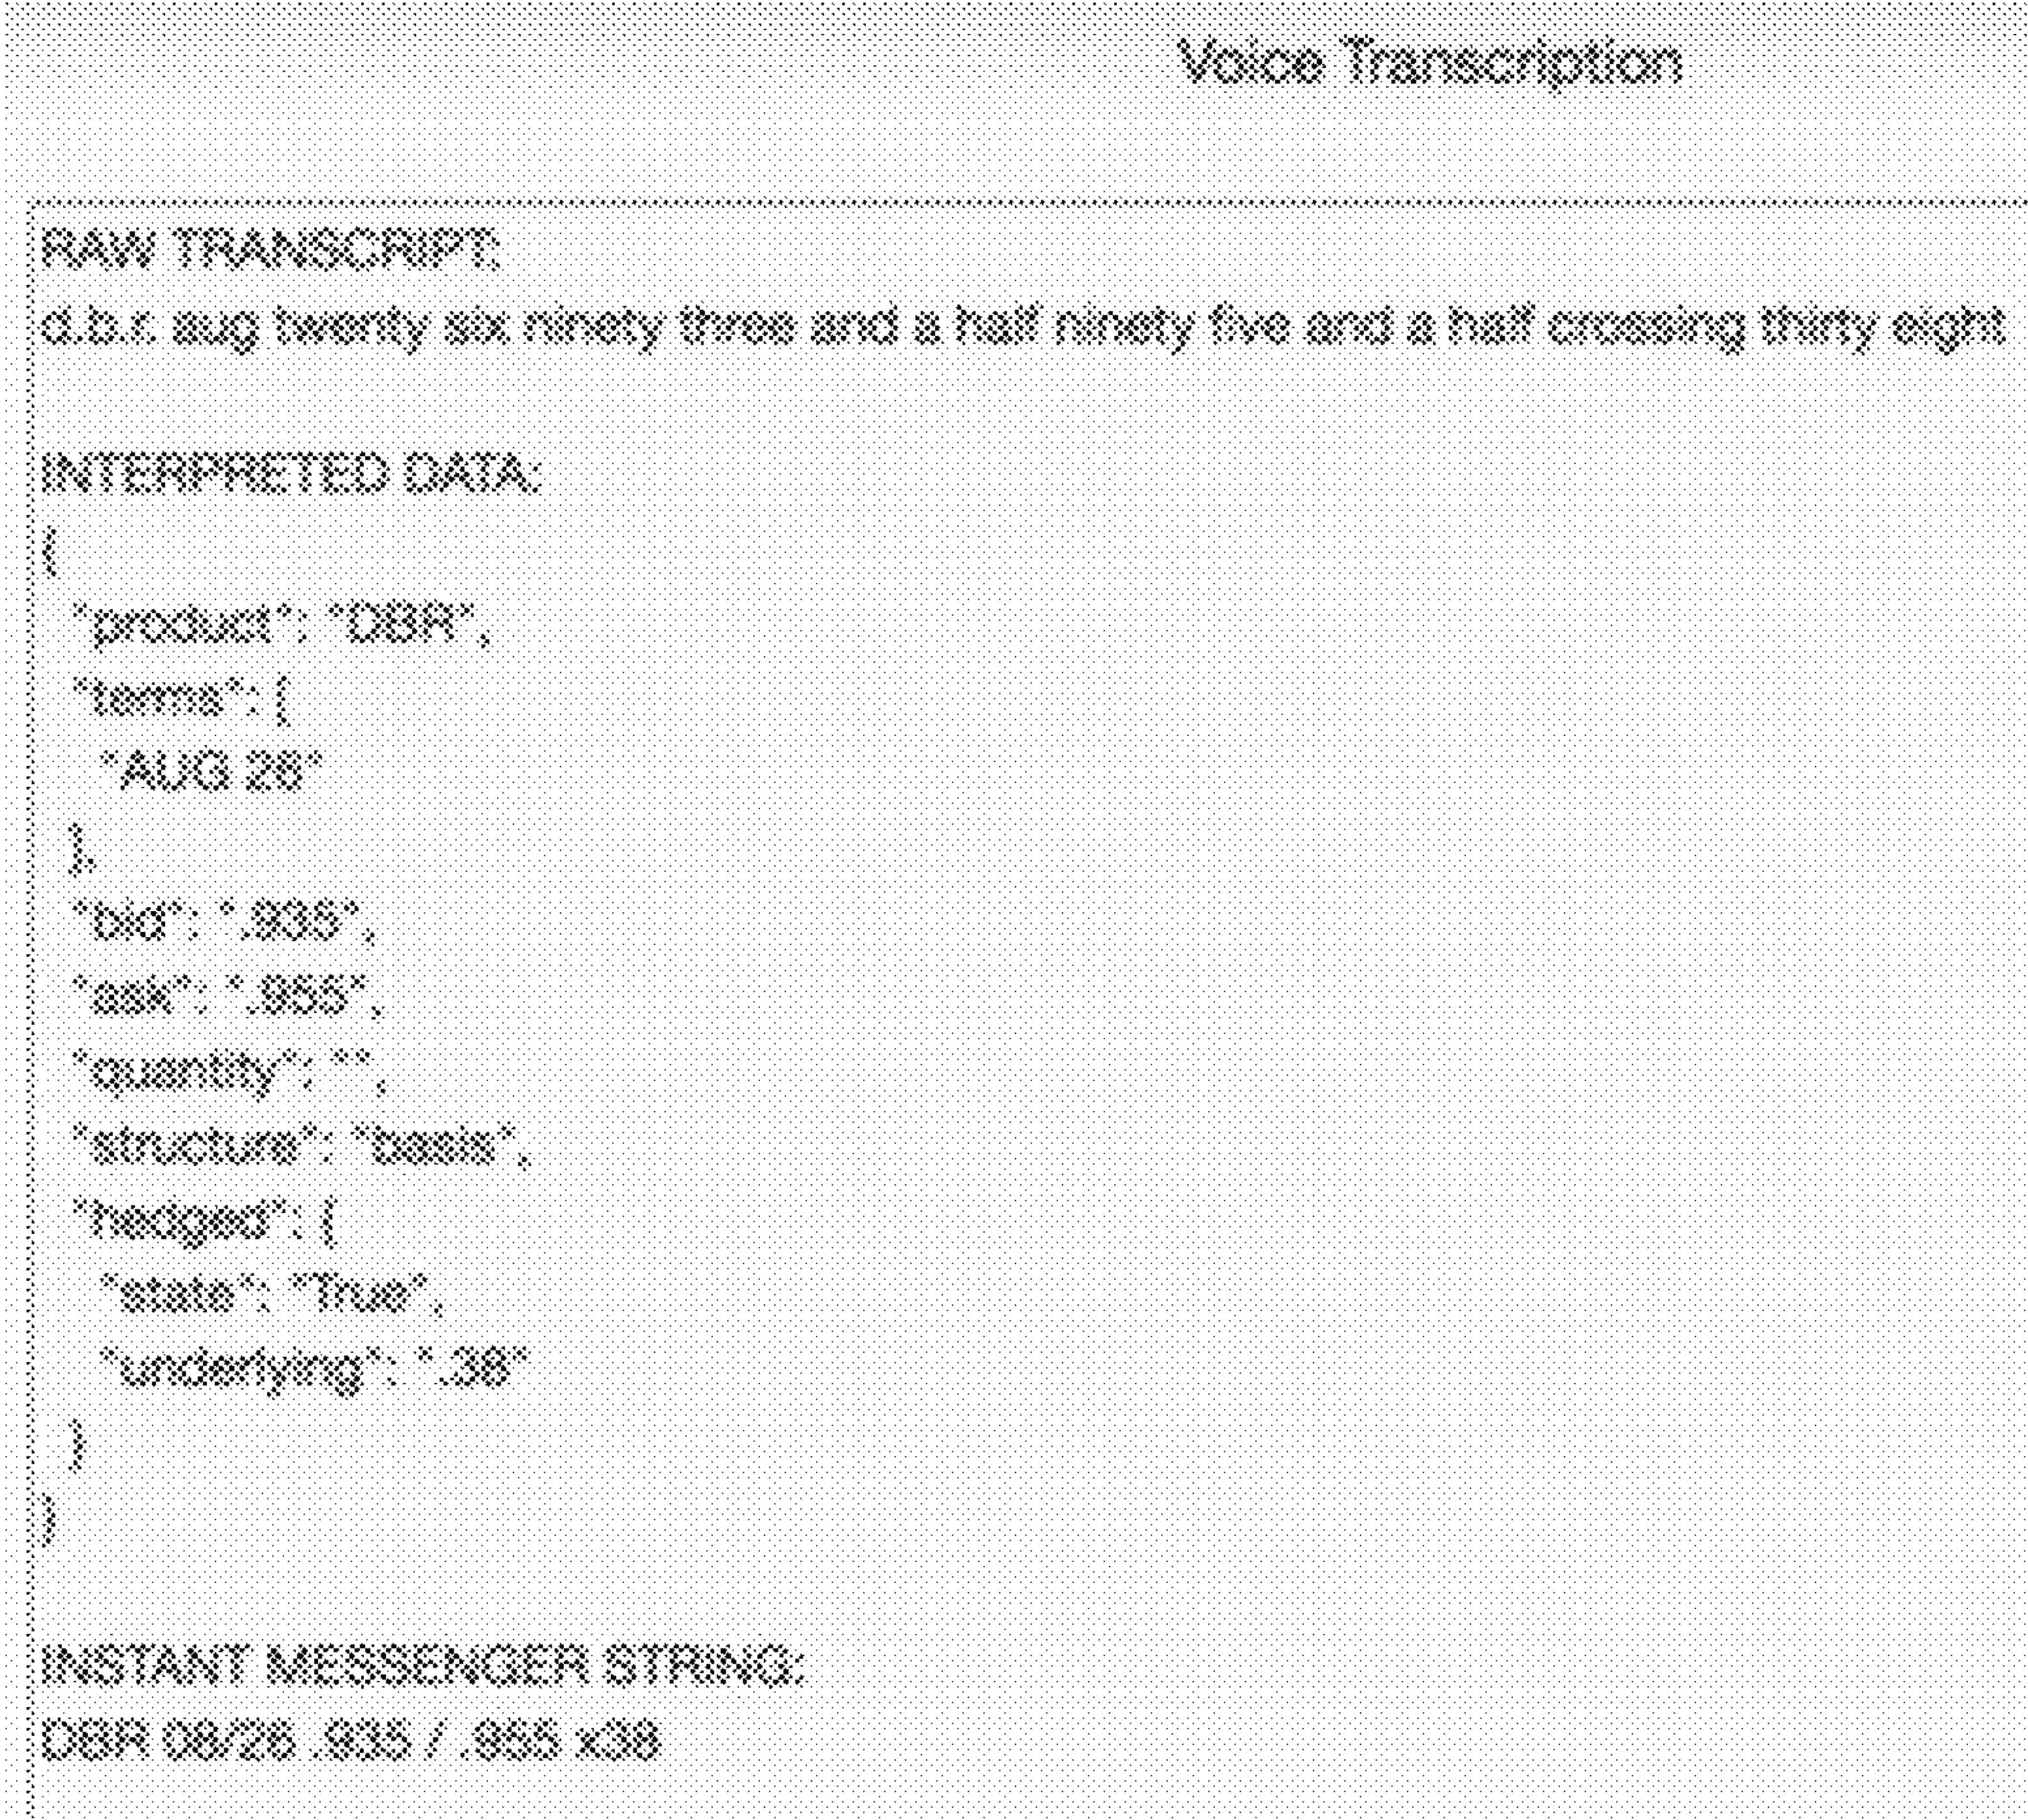 Voice Transcription
RAW TRANSCRIPT:
d.b.r. aug twenty six ninety three and a half ninety five and a half crossing thirty eight
INTERPRETED DATA:
{
"product": "DBR",
"terms": [
"AUG 26"
],
"bid": ".935",
"ask": ".955",
"quantity": "",
"structure": "basis",
"hedged": {
"state": "True",
"underlying": ".38"
}
}
INSTANT MESSENGER STRING:
DBR 08/26 .935 / .955 x38